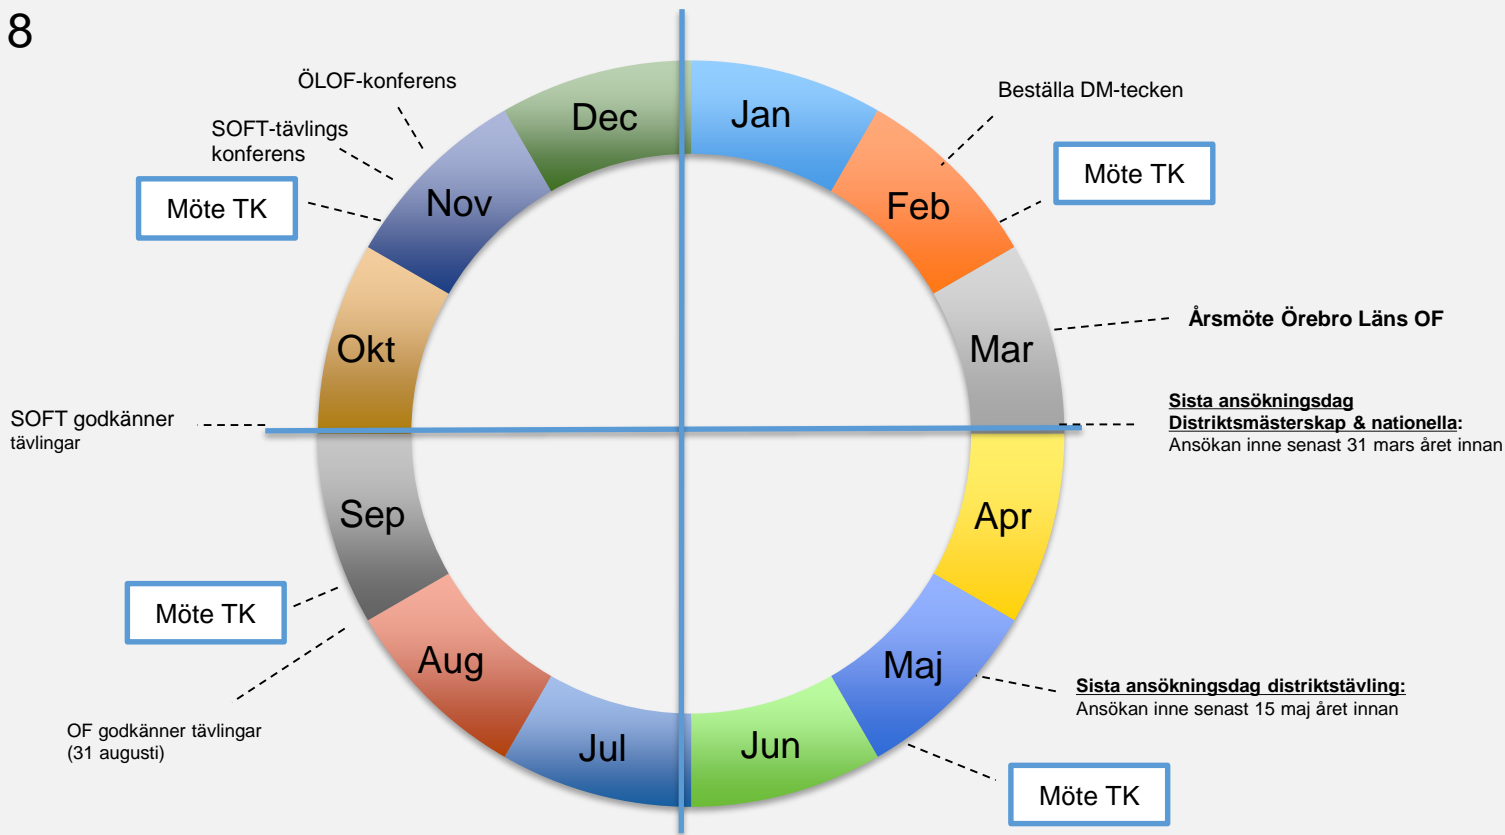 8
ÖLOF-konferens
SOFT-tävlings
konferens
Möte TK
Beställa DM-tecken
Möte TK
Dec
Jan
Nov
Feb
Okt
Mar
Årsmöte Örebro Läns OF
SOFT godkänner
tävlingar
Sista ansökningsdag
Distriktsmästerskap & nationella:
Ansökan inne senast 31 mars året innan
Sep
Apr
Möte TK
Aug
Maj
OF godkänner tävlingar
(31 augusti)
Sista ansökningsdag distriktstävling:
Ansökan inne senast 15 maj året innan
Jul
Jun
Möte TK